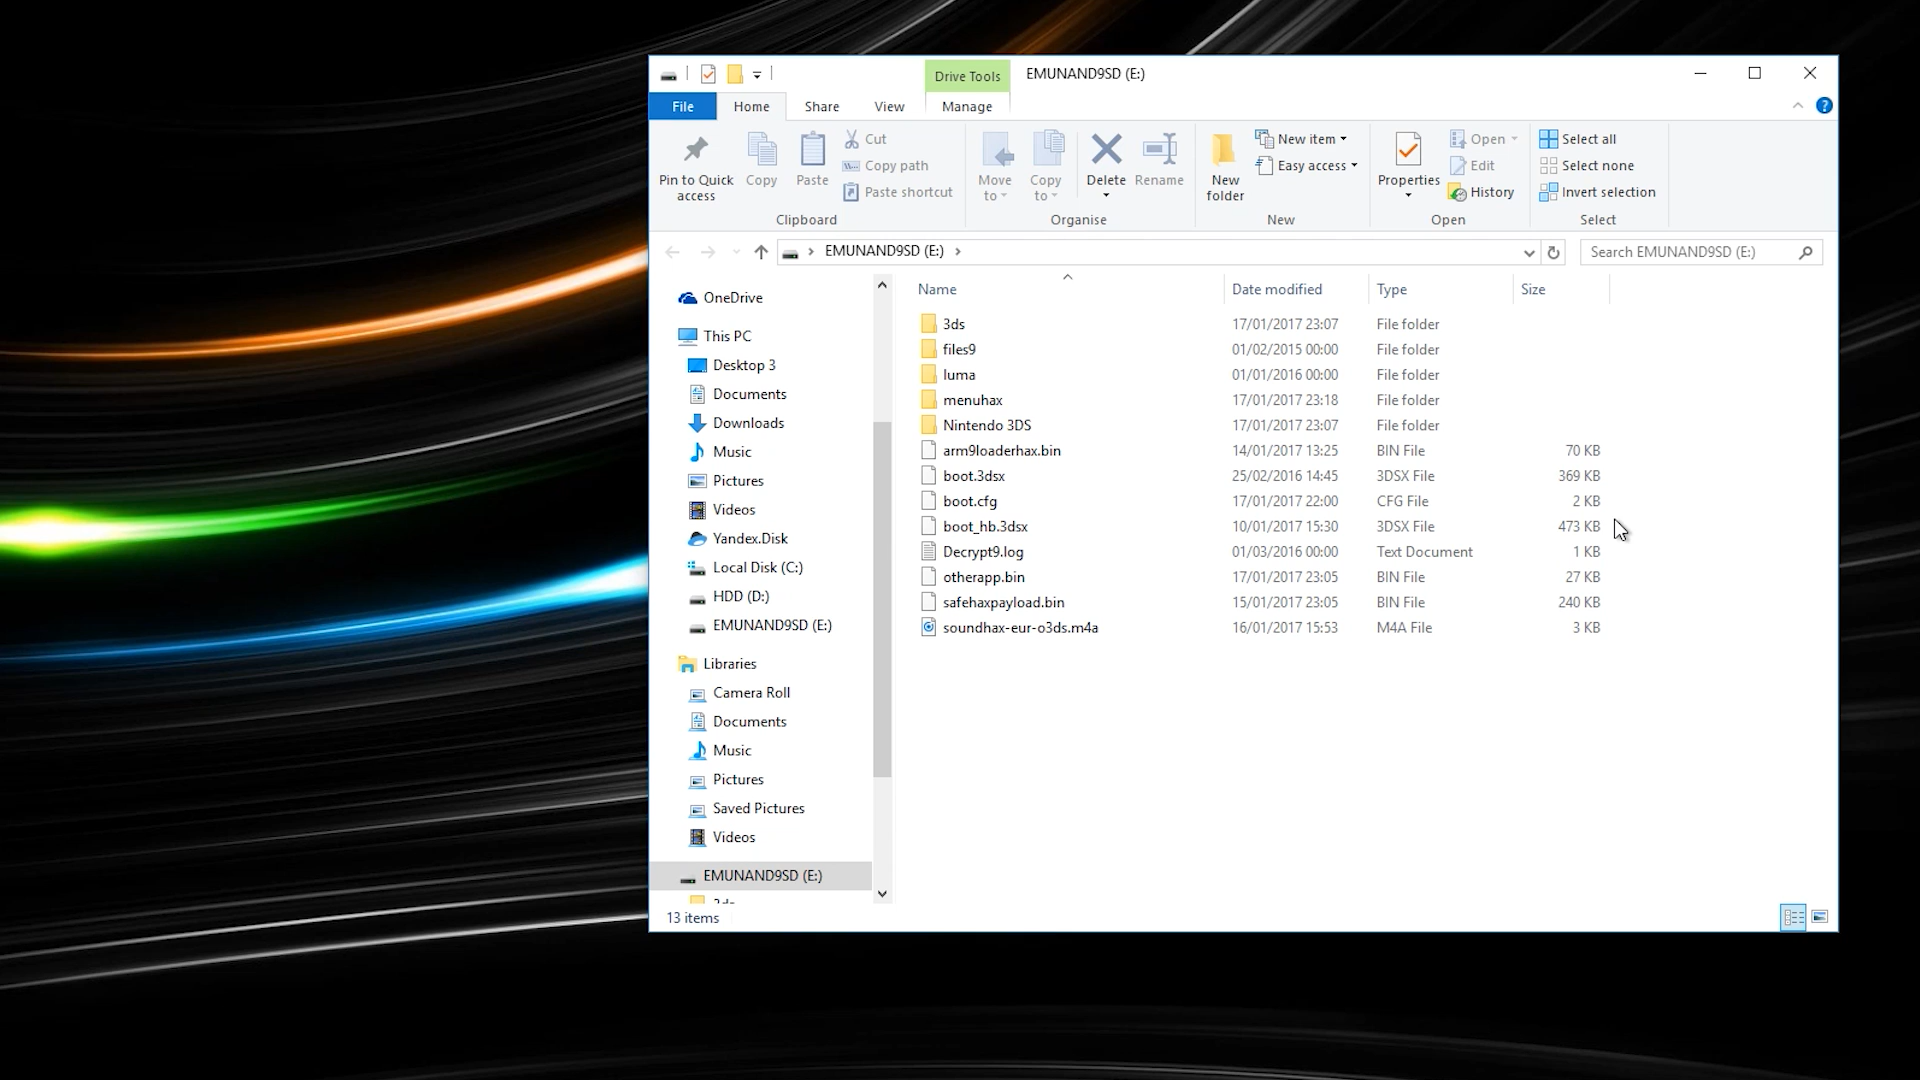 Drive Tools
EMUNAND9SD (E:)
File
Home
Share
View
Manage
Pin to Quick
access
Copy
Paste
Cut
Copy path
Paste shortcut
Clipboard
Move
to
Copy
to
Delete
Rename
Organise
New
folder
New item
Easy access
New
Properties
Open
Edit
History
Open
Select all
Select none
Invert selection
Select
EMUNAND9SD (E:)
Search EMUNAND9SD (E:)
OneDrive
This PC
Desktop 3
Documents
Downloads
Music
Pictures
Videos
Yandex.Disk
Local Disk (C:)
HDD (D:)
EMUNAND9SD (E:)
Libraries
Camera Roll
Documents
Music
Pictures
Saved Pictures
Videos
EMUNAND9SD (E:)
Name Date modified Type Size
3ds 17/01/2017 23:07 File folder
files9 01/02/2015 00:00 File folder
luma 01/01/2016 00:00 File folder
menuhax 17/01/2017 23:18 File folder
Nintendo 3DS 17/01/2017 23:07 File folder
arm9loaderhax.bin 14/01/2017 13:25 BIN File 70 KB
boot.3dsx 25/02/2016 14:45 3DSX File 369 KB
boot.cfg 17/01/2017 22:00 CFG File 2 KB
boot_hb.3dsx 10/01/2017 15:30 3DSX File 473 KB
Decrypt9.log 01/03/2016 00:00 Text Document 1 KB
otherapp.bin 17/01/2017 23:05 BIN File 27 KB
safehaxpayload.bin 15/01/2017 23:05 BIN File 240 KB
soundhax-eur-o3ds.m4a 16/01/2017 15:53 M4A File 3 KB
13 items